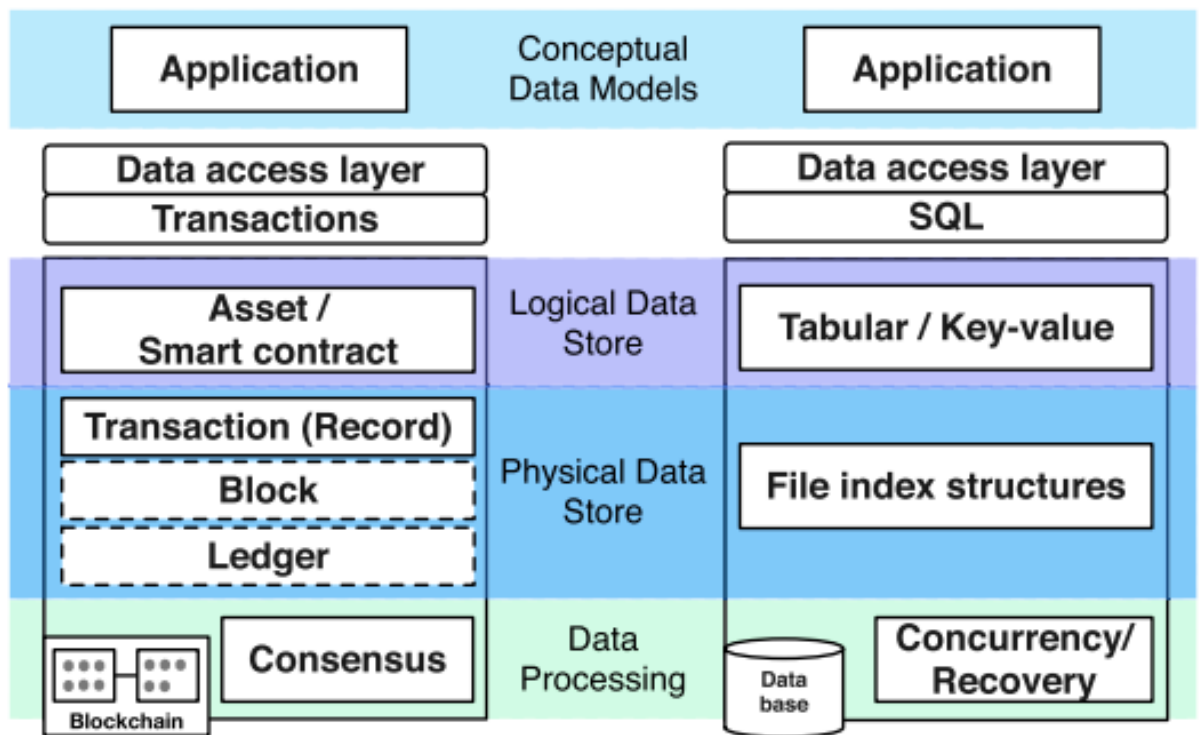 Application
Conceptual
Data Models
Application
Data access layer
Transactions
Data access layer
SQL
Asset /
Smart contract
Logical Data
Store
Tabular / Key-value
Transaction (Record)
Block
Ledger
Physical Data
Store
File index structures
Blockchain
Consensus
Data
Processing
Data
base
Concurrency/
Recovery